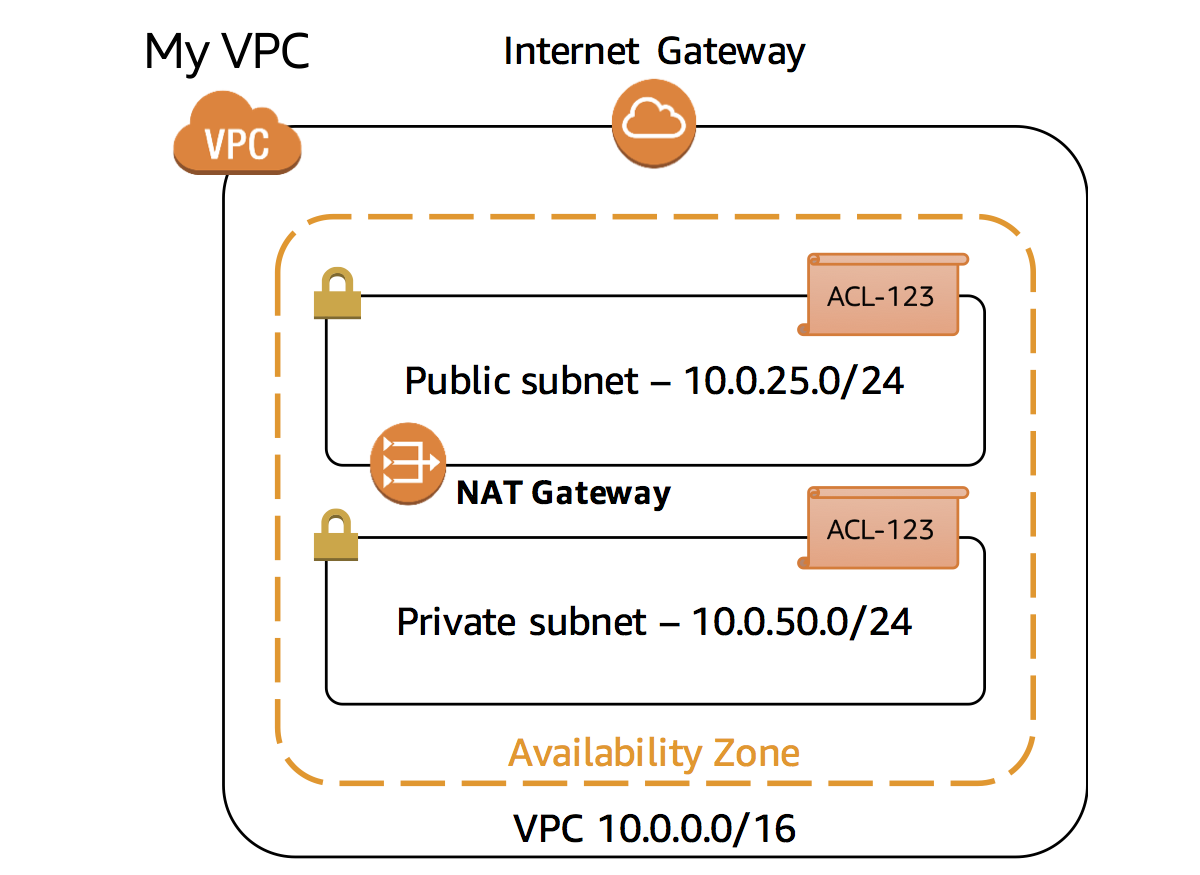 My VPC
Internet Gateway
VPC
ACL-123
Public subnet – 10.0.25.0/24
NAT Gateway
ACL-123
Private subnet – 10.0.50.0/24
Availability Zone
VPC 10.0.0.0/16